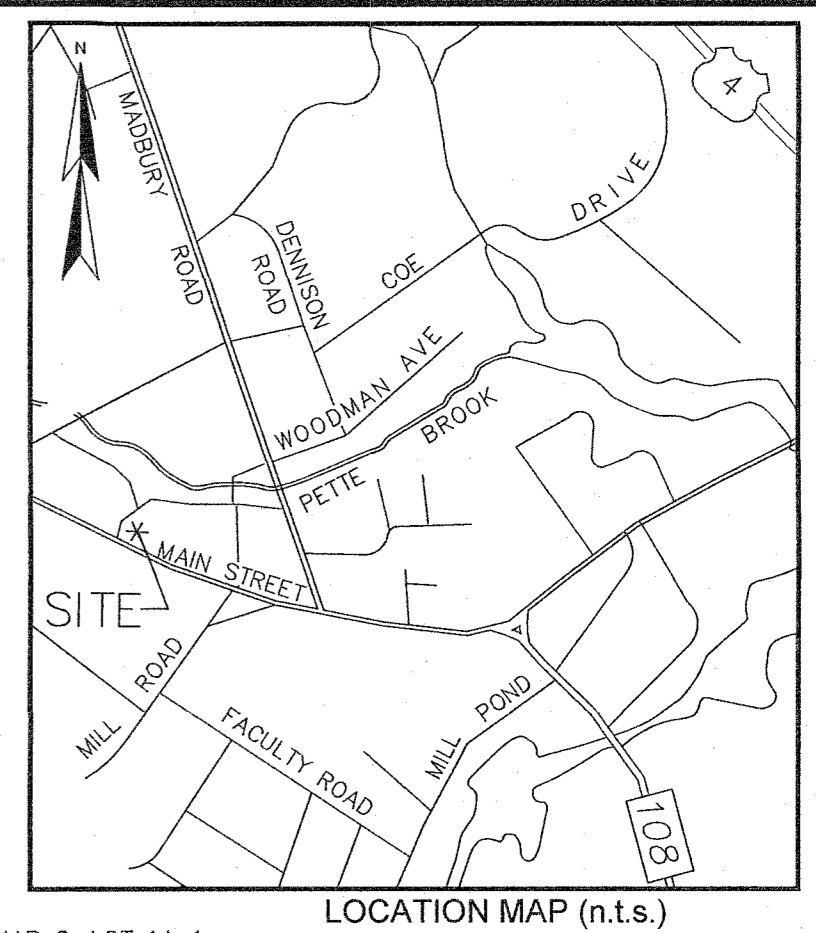 N
4
MADBURY ROAD
DENNISON ROAD
COE DRIVE
WOODMAN AVE
PETTE BROOK
MAIN STREET
SITE
MILL ROAD
FACULTY ROAD
MILL POND
108
LOCATION MAP (n.t.s.)